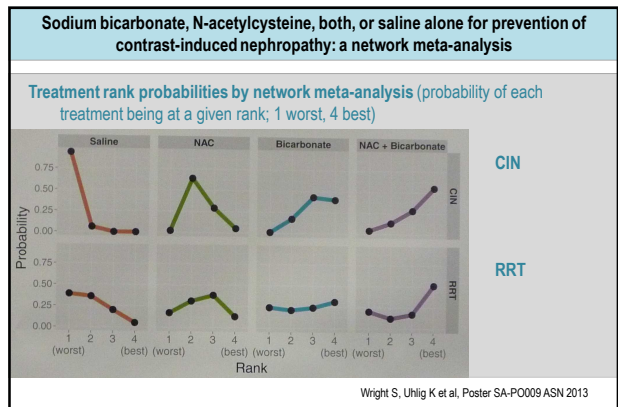 Sodium bicarbonate, N-acetylcysteine, both, or saline alone for prevention of
contrast-induced nephropathy: a network meta-analysis
Treatment rank probabilities by network meta-analysis (probability of each
treatment being at a given rank; 1 worst, 4 best)
Saline NAC Bicarbonate NAC + Bicarbonate
CIN
0.75
0.50
0.25
0.00
CIN
Probability
RRT
0.75
0.50
0.25
0.00
RRT
1 2 3 4 1 2 3 4 1 2 3 4 1 2 3 4
(worst) (best) (worst) (best) (worst) (best) (worst) (best)
Rank
Wright S, Uhlig K et al, Poster SA-PO009 ASN 2013